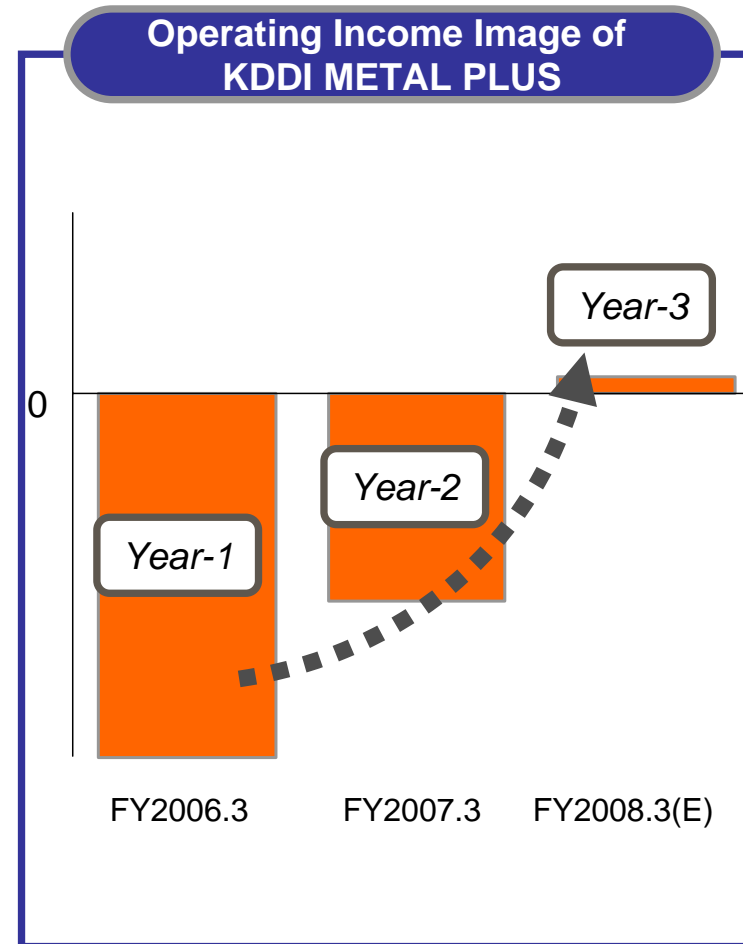 Operating Income Image of
KDDI METAL PLUS
Year-3
0
Year-2
Year-1
FY2006.3
FY2007.3
FY2008.3(E)